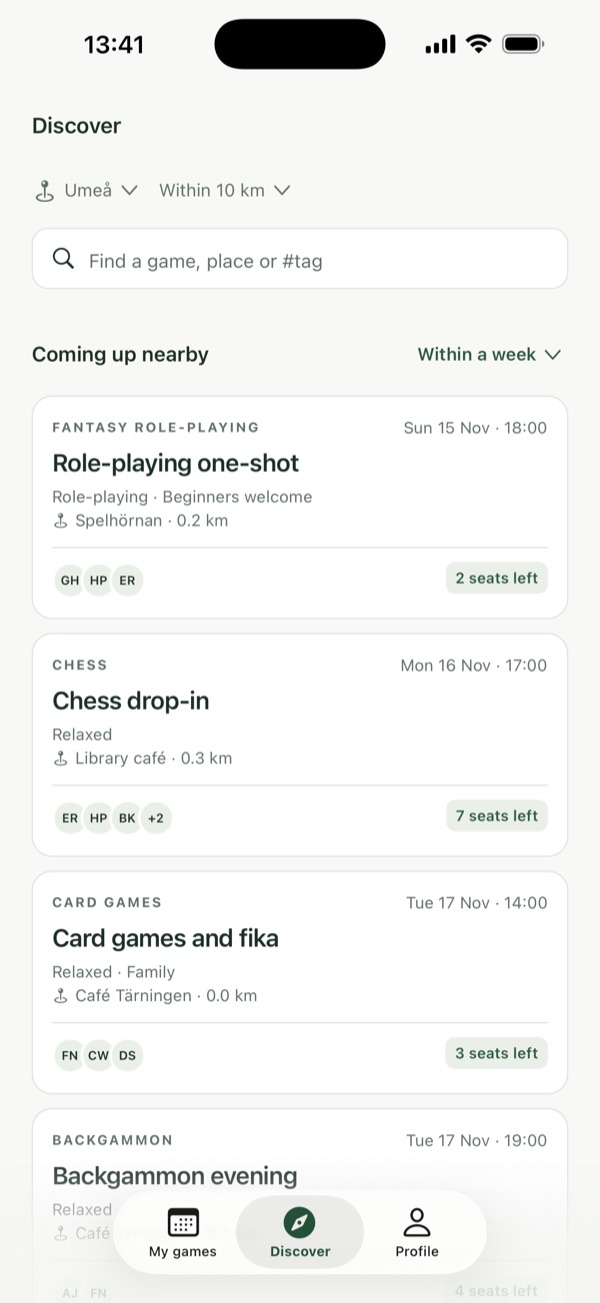 13:41
Discover
Umeå Within 10 km
Find a game, place or #tag
Coming up nearby Within a week
FANTASY ROLE-PLAYING Sun 15 Nov · 18:00
Role-playing one-shot
Role-playing · Beginners welcome
Spelhörnan · 0.2 km
GH HP ER 2 seats left
CHESS Mon 16 Nov · 17:00
Chess drop-in
Relaxed
Library café · 0.3 km
ER HP BK +2 7 seats left
CARD GAMES Tue 17 Nov · 14:00
Card games and fika
Relaxed · Family
Café Tärningen · 0.0 km
FN CW DS 3 seats left
BACKGAMMON Tue 17 Nov · 19:00
Backgammon evening
Relaxed
Café
My games Discover Profile
AJ FN 4 seats left